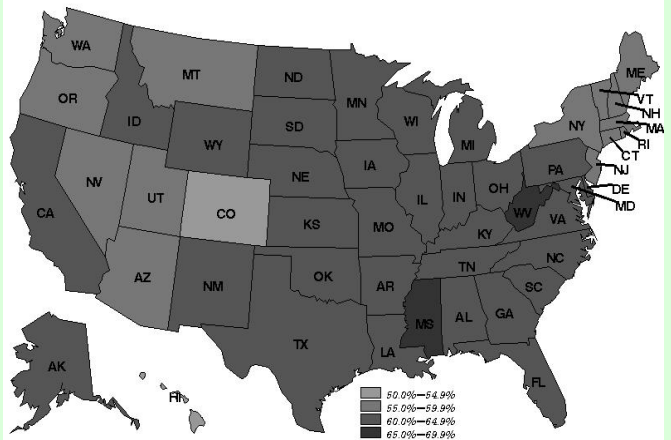 WA
MT
ND
MN
ME
VT
NH
MA
OR
ID
SD
WI
NY
RI
WY
MI
CT
NJ
IA
PA
NE
OH
DE
NV
UT
IL
IN
MD
CO
WV
VA
CA
KS
MO
KY
NC
TN
AZ
NM
OK
AR
SC
MS
AL
GA
TX
LA
AK
FL
HI
50.0%–54.9%
55.0%–59.9%
60.0%–64.9%
65.0%–69.9%